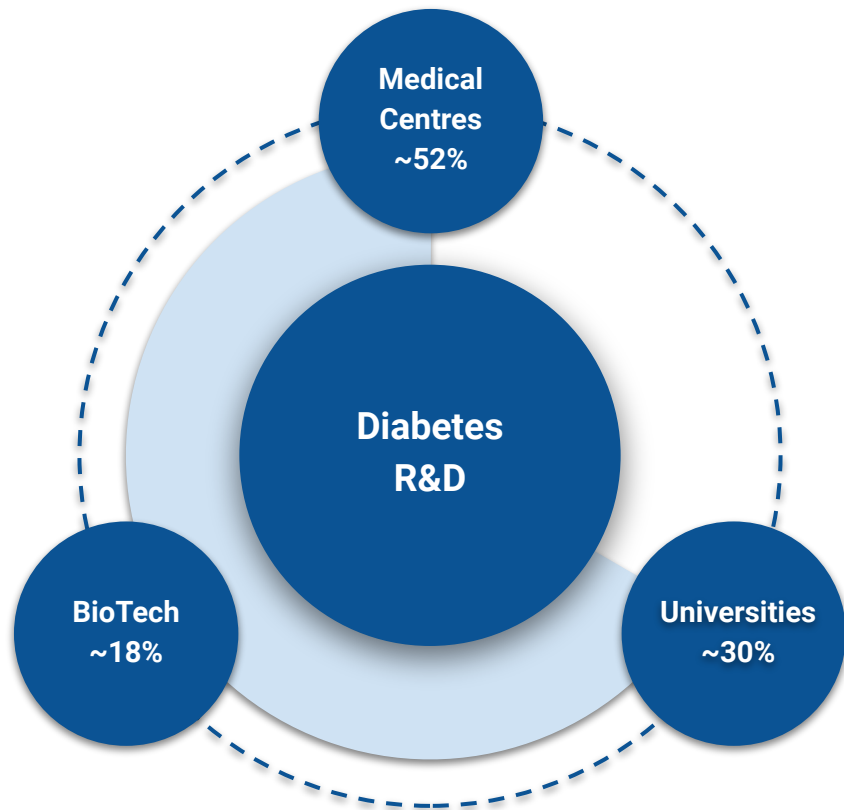 Medical
Centres
~52%
Diabetes
R&D
BioTech
~18%
Universities
~30%